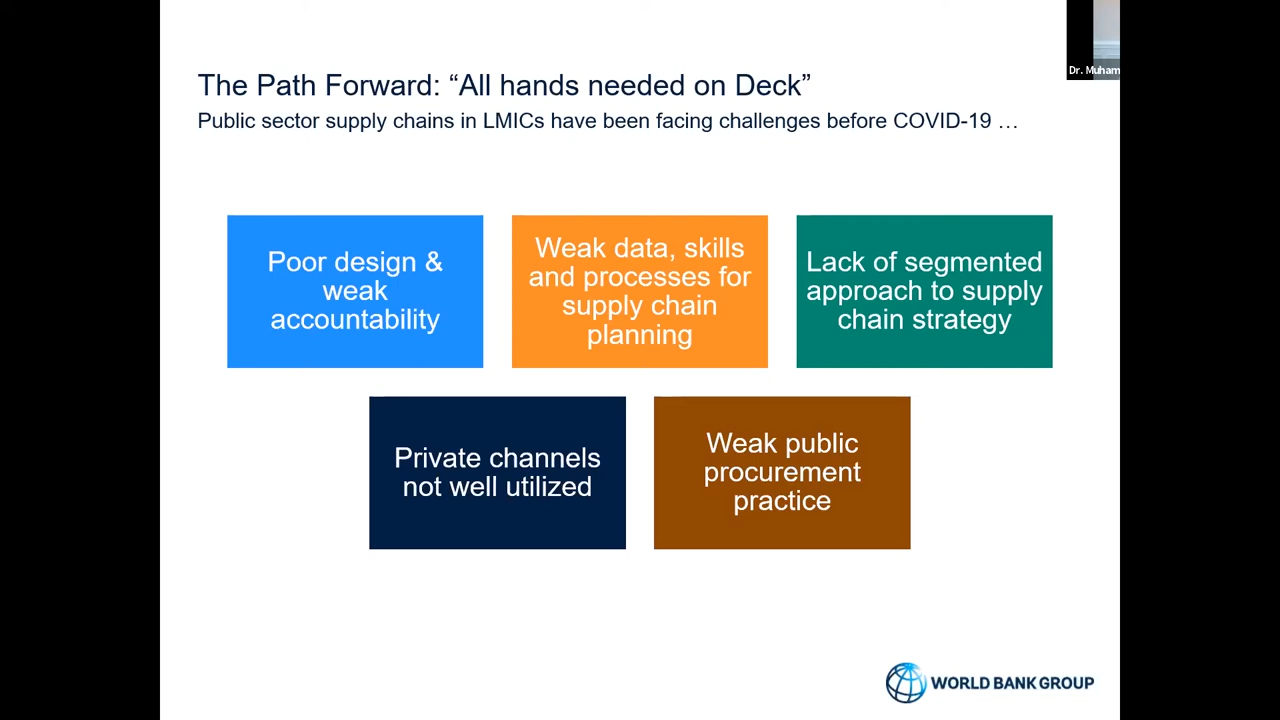 Dr. Muham
The Path Forward: “All hands needed on Deck”
Public sector supply chains in LMICs have been facing challenges before COVID-19 …
Poor design &
weak
accountability
Weak data, skills
and processes for
supply chain
planning
Lack of segmented
approach to supply
chain strategy
Private channels
not well utilized
Weak public
procurement
practice
WORLD BANK GROUP